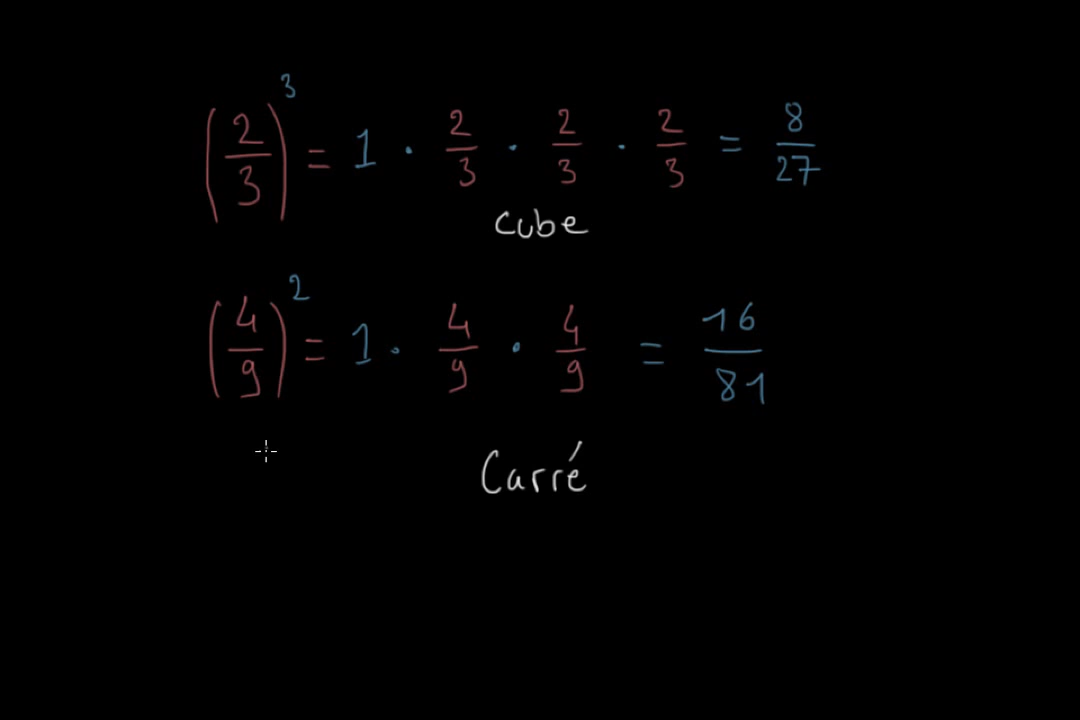 (2/3)³ = 1 · 2/3 · 2/3 · 2/3 = 8/27
cube
(4/9)² = 1 · 4/9 · 4/9 = 16/81
Carré